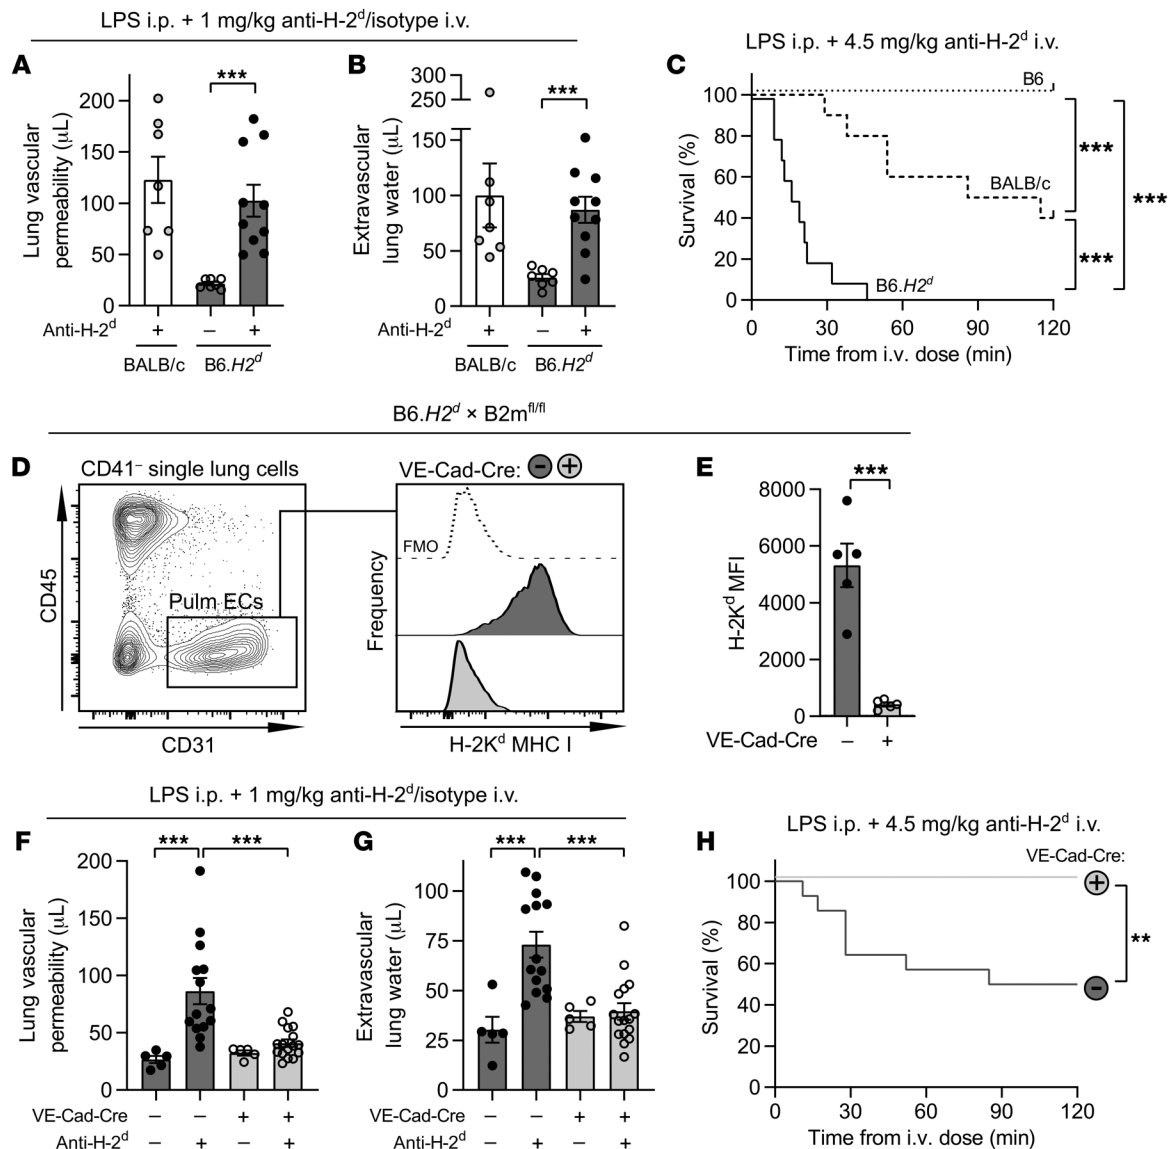 LPS i.p. + 1 mg/kg anti-H-2ᵈ/isotype i.v.
A
Lung vascular
permeability (μL)
200
150
100
50
0
***
Anti-H-2ᵈ
+
–
+
BALB/c
B6.H2ᵈ
B
Extravascular
lung water (μL)
300
250
150
100
50
0
***
Anti-H-2ᵈ
+
–
+
BALB/c
B6.H2ᵈ
LPS i.p. + 4.5 mg/kg anti-H-2ᵈ i.v.
C
Survival (%)
100
80
60
40
20
0
B6
BALB/c
B6.H2ᵈ
***
***
***
0 30 60 90 120
Time from i.v. dose (min)
B6.H2ᵈ × B2mᶠˡ/ᶠˡ
D
CD41⁻ single lung cells
CD45
Pulm ECs
CD31
VE-Cad-Cre: – +
FMO
Frequency
H-2Kᵈ MHC I
E
***
H-2Kᵈ MFI
8000
6000
4000
2000
0
VE-Cad-Cre – +
LPS i.p. + 1 mg/kg anti-H-2ᵈ/isotype i.v.
F
*** ***
Lung vascular
permeability (μL)
200
150
100
50
0
VE-Cad-Cre – – + +
Anti-H-2ᵈ – + – +
G
*** ***
Extravascular
lung water (μL)
100
75
50
25
0
VE-Cad-Cre – – + +
Anti-H-2ᵈ – + – +
LPS i.p. + 4.5 mg/kg anti-H-2ᵈ i.v.
H
VE-Cad-Cre:
+
–
**
Survival (%)
100
80
60
40
20
0
0 30 60 90 120
Time from i.v. dose (min)